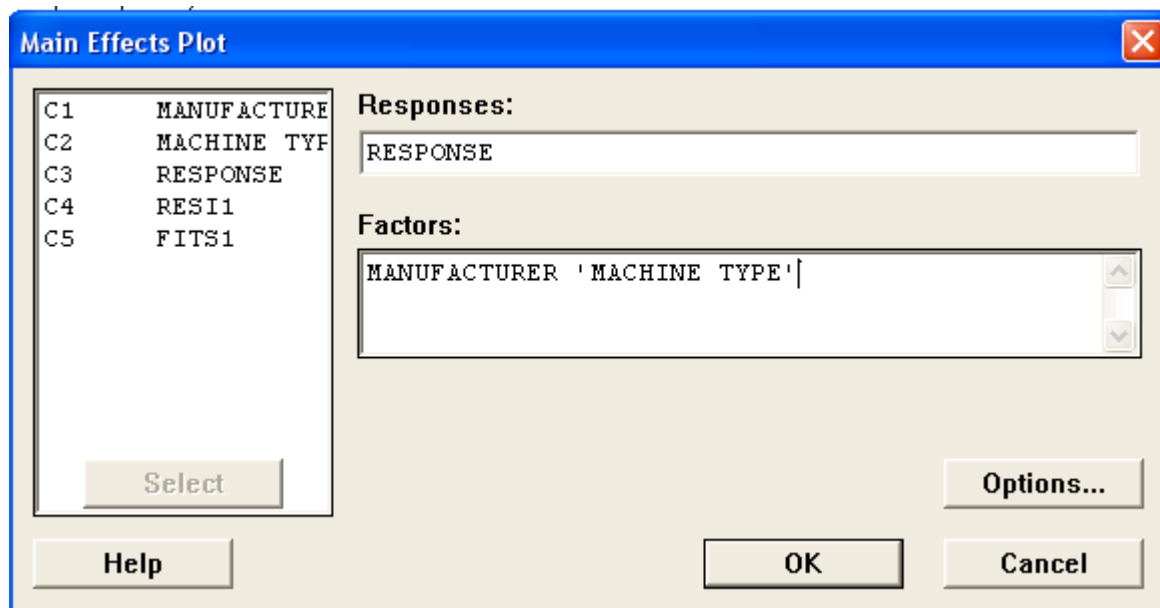 Main Effects Plot
C1 MANUFACTURE
C2 MACHINE TYP
C3 RESPONSE
C4 RESI1
C5 FITS1
Select
Responses:
RESPONSE
Factors:
MANUFACTURER 'MACHINE TYPE'
Options...
Help
OK
Cancel